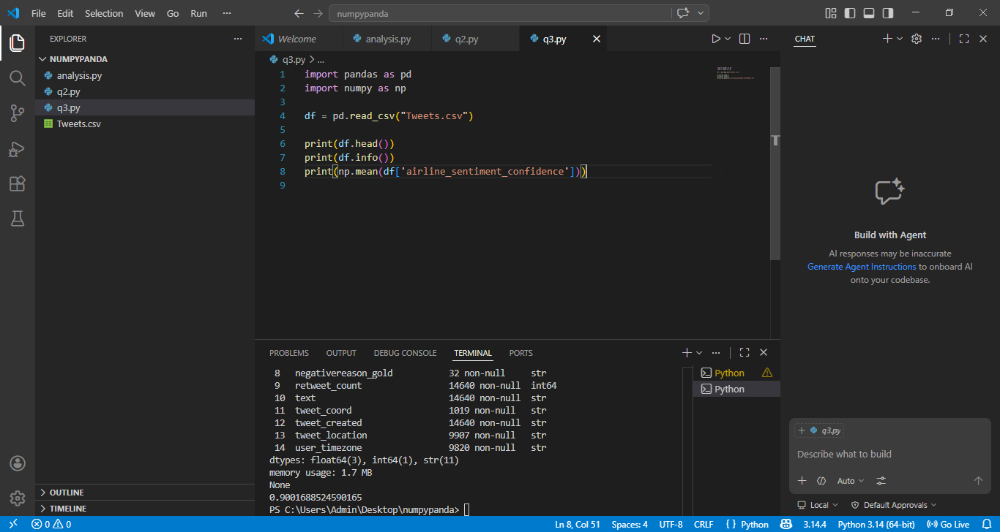 File Edit Selection View Go Run ···
numpypanda
EXPLORER
NUMPYPANDA
analysis.py
q2.py
q3.py
Tweets.csv
OUTLINE
TIMELINE
Welcome analysis.py q2.py q3.py
q3.py > ...
1 import pandas as pd
2 import numpy as np
3
4 df = pd.read_csv("Tweets.csv")
5
6 print(df.head())
7 print(df.info())
8 print(np.mean(df['airline_sentiment_confidence']))
9
PROBLEMS OUTPUT DEBUG CONSOLE TERMINAL PORTS
8 negativereason_gold 32 non-null str
9 retweet_count 14640 non-null int64
10 text 14640 non-null str
11 tweet_coord 1019 non-null str
12 tweet_created 14640 non-null str
13 tweet_location 9907 non-null str
14 user_timezone 9820 non-null str
dtypes: float64(3), int64(1), str(11)
memory usage: 1.7 MB
None
0.9001688524590165
PS C:\Users\Admin\Desktop\numpypanda>
Python
Python
CHAT
Build with Agent
AI responses may be inaccurate
Generate Agent Instructions to onboard AI
onto your codebase.
q3.py
Describe what to build
Auto
Local Default Approvals
0 0 Ln 8, Col 51 Spaces: 4 UTF-8 CRLF { } Python 3.14.4 Python 3.14 (64-bit) Go Live